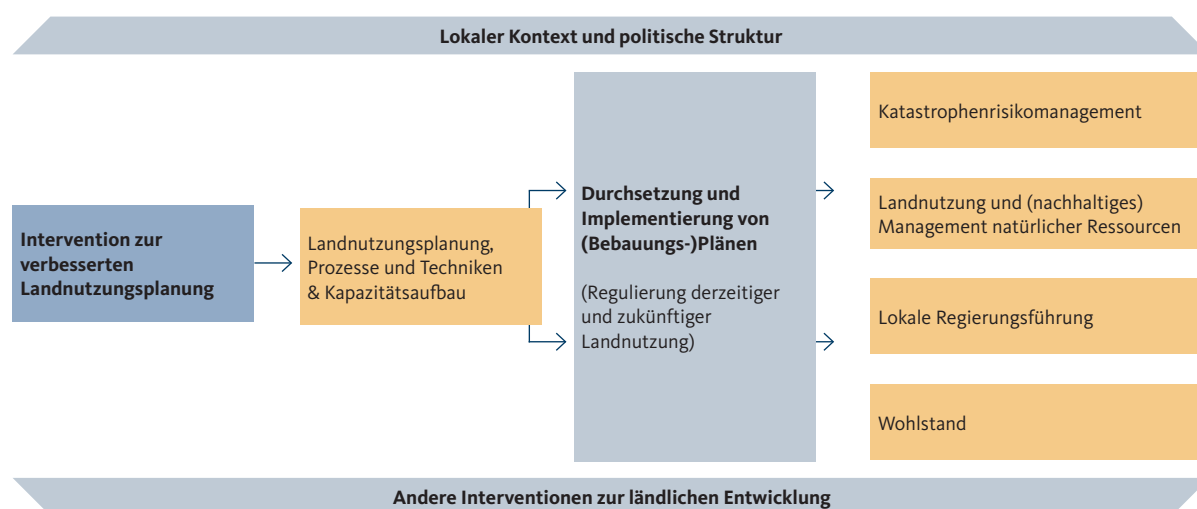 Lokaler Kontext und politische Struktur
Intervention zur
verbesserten
Landnutzungsplanung
Landnutzungsplanung,
Prozesse und Techniken
& Kapazitätsaufbau
Durchsetzung und
Implementierung von
(Bebauungs-)Plänen
(Regulierung derzeitiger
und zukünftiger
Landnutzung)
Katastrophenrisikomanagement
Landnutzung und (nachhaltiges)
Management natürlicher Ressourcen
Lokale Regierungsführung
Wohlstand
Andere Interventionen zur ländlichen Entwicklung